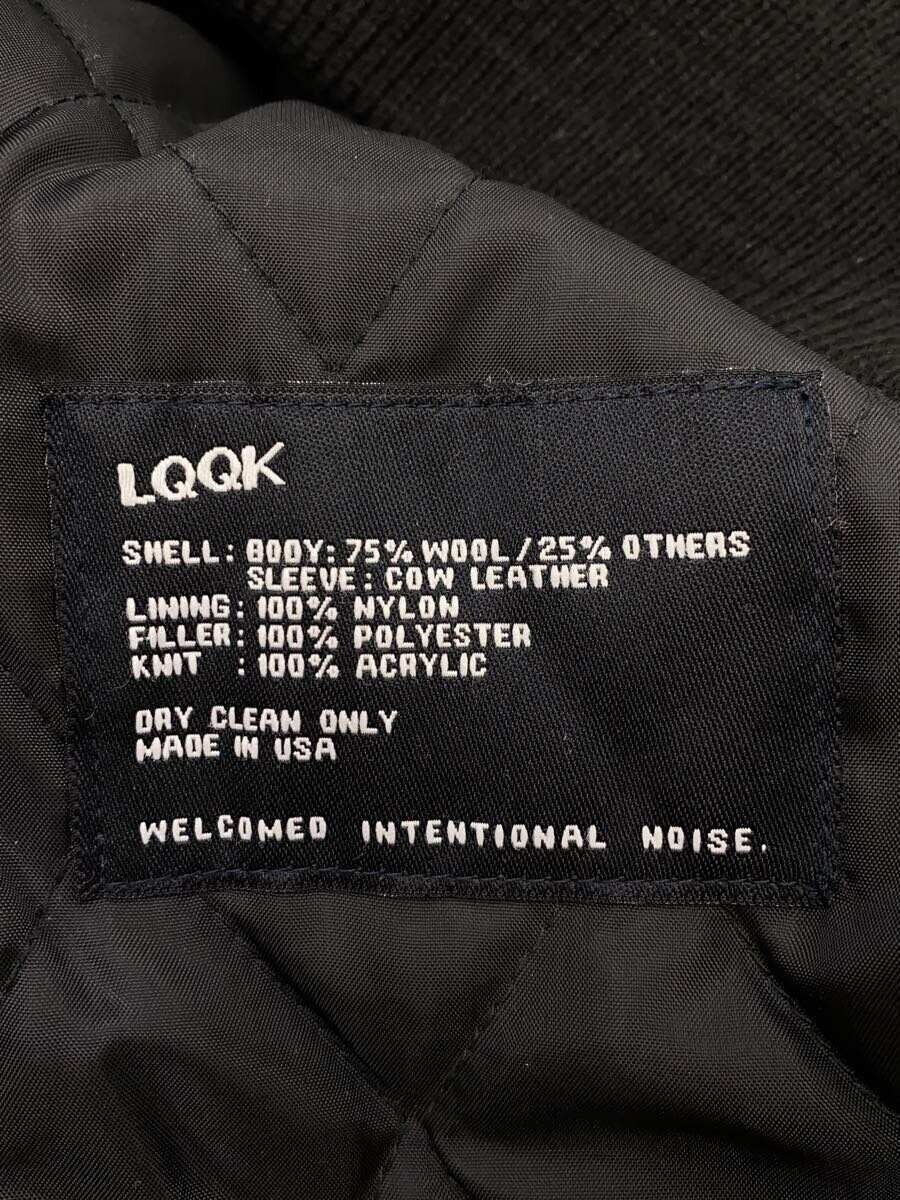 LQQK
SHELL: BODY: 75% WOOL / 25% OTHERS
SLEEVE: COW LEATHER
LINING: 100% NYLON
FILLER: 100% POLYESTER
KNIT : 100% ACRYLIC
DRY CLEAN ONLY
MADE IN USA
WELCOMED INTENTIONAL NOISE.